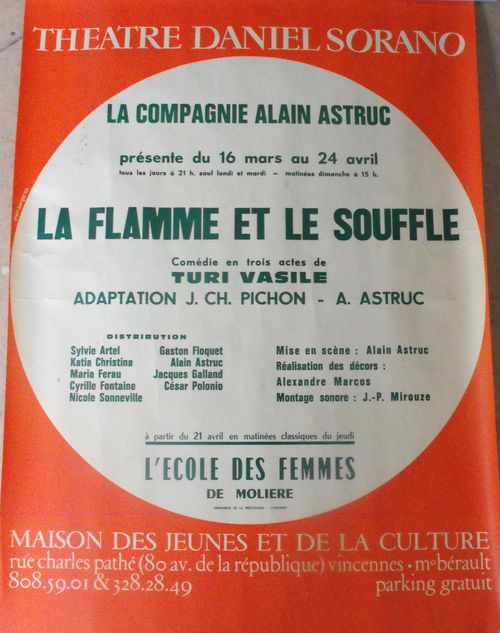 THEATRE DANIEL SORANO
LA COMPAGNIE ALAIN ASTRUC
présente du 16 mars au 24 avril
tous les jours à 21 h. sauf lundi et mardi - matinées dimanche à 15 h.
LA FLAMME ET LE SOUFFLE
Comédie en trois actes de
TURI VASILE
ADAPTATION J. CH. PICHON - A. ASTRUC
DISTRIBUTION
Sylvie Artel
Katia Christina
Maria Ferau
Cyrille Fontaine
Nicole Sonneville
Gaston Floquet
Alain Astruc
Jacques Galland
César Polonio
Mise en scène : Alain Astruc
Réalisation des décors :
Alexandre Marcos
Montage sonore : J.-P. Mirouze
à partir du 21 avril en matinées classiques du jeudi
L'ECOLE DES FEMMES
DE MOLIERE
MAISON DES JEUNES ET DE LA CULTURE
rue charles pathé (80 av. de la république) vincennes • mo bérault
808.59.01 & 328.28.49
parking gratuit